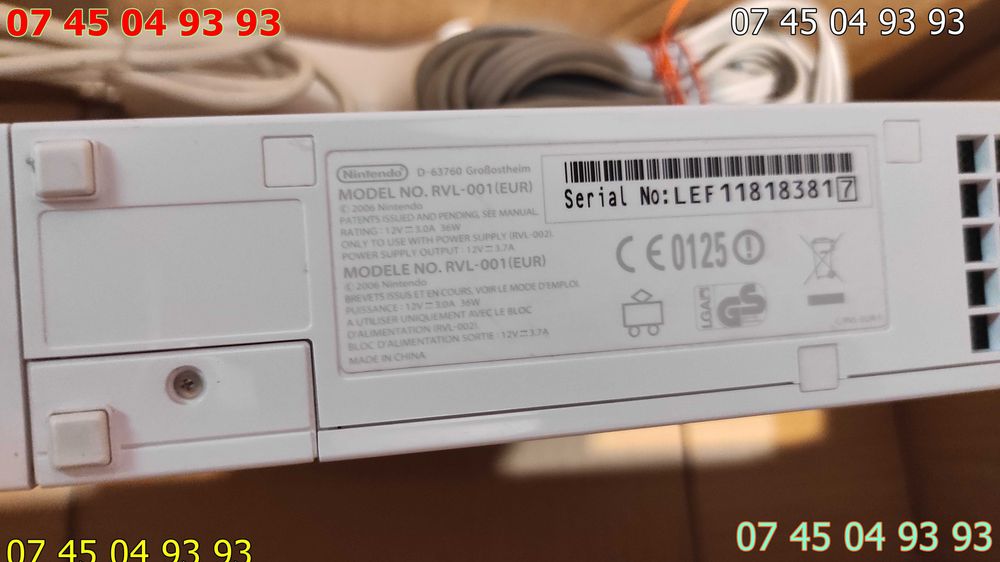 07 45 04 93 93
07 45 04 93 93
Nintendo D-63760 Großostheim
MODEL NO. RVL-001(EUR)
© 2006 Nintendo
PATENTS ISSUED AND PENDING, SEE MANUAL.
RATING : 12V ⎓ 3.0A 36W
ONLY TO USE WITH POWER SUPPLY (RVL-002).
POWER SUPPLY OUTPUT : 12V ⎓ 3.7A
MODELE NO. RVL-001(EUR)
© 2006 Nintendo
BREVETS ISSUS ET EN COURS, VOIR LE MODE D'EMPLOI.
PUISSANCE : 12V ⎓ 3.0A 36W
A UTILISER UNIQUEMENT AVEC LE BLOC
D'ALIMENTATION (RVL-002).
BLOC D'ALIMENTATION SORTIE : 12V ⎓ 3.7A
MADE IN CHINA
Serial No:LEF118183817
CE0125
LGAI
GS
07 45 04 93 93
07 45 04 93 93